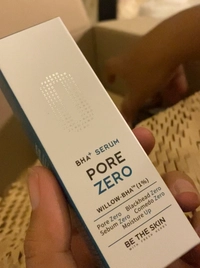 BHA+ SERUM
PORE
ZERO
WILLOW-BHA™ (1%)
Pore Zero Blackhead Zero
Sebum Zero Comedo Zero
Moisture Up
BE THE SKIN